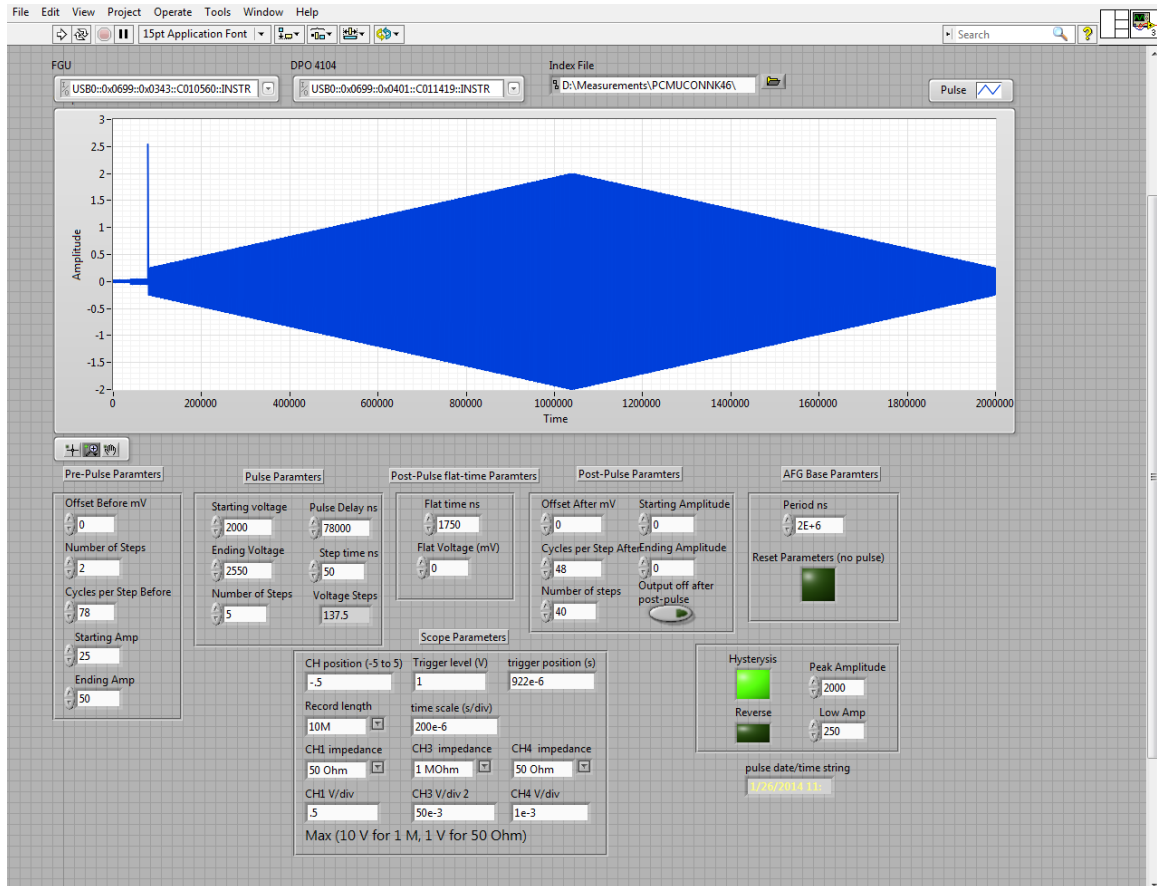 File Edit View Project Operate Tools Window Help
15pt Application Font
Search
3
FGU DPO 4104 Index File
USB0::0x0699::0x0343::C010560::INSTR USB0::0x0699::0x0401::C011419::INSTR D:\Measurements\PCMUCONNK46\
Pulse
3
2.5
2
1.5
1
0.5
0
-0.5
-1
-1.5
-2
Amplitude
0 200000 400000 600000 800000 1000000 1200000 1400000 1600000 1800000 2000000
Time
Pre-Pulse Paramters
Offset Before mV
0
Number of Steps
2
Cycles per Step Before
78
Starting Amp
25
Ending Amp
50
Pulse Paramters
Starting voltage Pulse Delay ns
2000 78000
Ending Voltage Step time ns
2550 50
Number of Steps Voltage Steps
5 137.5
Post-Pulse flat-time Paramters
Flat time ns
1750
Flat Voltage (mV)
0
Post-Pulse Paramters
Offset After mV Starting Amplitude
0 0
Cycles per Step After Ending Amplitude
48 0
Number of steps Output off after
post-pulse
40
AFG Base Paramters
Period ns
2E+6
Reset Parameters (no pulse)
Scope Parameters
CH position (-5 to 5) Trigger level (V) trigger position (s)
-.5 1 922e-6
Record length time scale (s/div)
10M 200e-6
CH1 impedance CH3 impedance CH4 impedance
50 Ohm 1 MOhm 50 Ohm
CH1 V/div CH3 V/div 2 CH4 V/div
.5 50e-3 1e-3
Max (10 V for 1 M, 1 V for 50 Ohm)
Hysterysis Peak Amplitude
2000
Reverse Low Amp
250
pulse date/time string
1/26/2014 11: